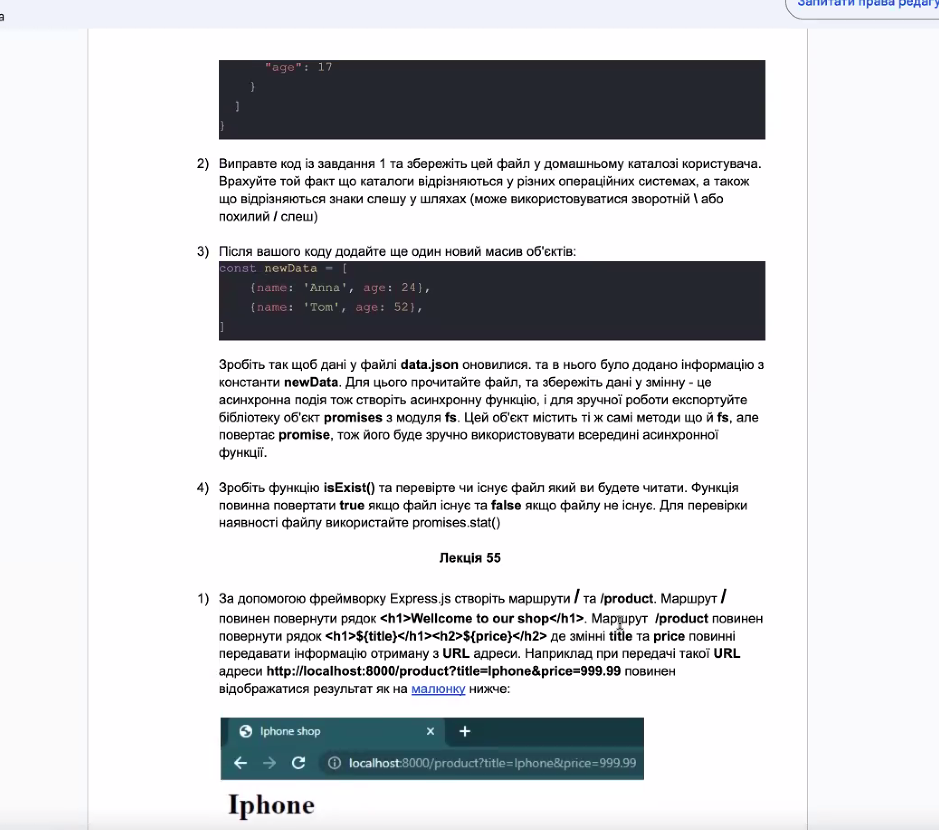 а
Запитати права редагу
"age": 17
}
]
}
2) Виправте код із завдання 1 та збережіть цей файл у домашньому каталозі користувача.
Врахуйте той факт що каталоги відрізняються у різних операційних системах, а також
що відрізняються знаки слешу у шляхах (може використовуватися зворотній \ або
похилий / слеш)
3) Після вашого коду додайте ще один новий масив об'єктів:
const newData = [
{name: 'Anna', age: 24},
{name: 'Tom', age: 52},
]
Зробіть так щоб дані у файлі data.json оновилися. та в нього було додано інформацію з
константи newData. Для цього прочитайте файл, та збережіть дані у змінну - це
асинхронна подія тож створіть асинхронну функцію, і для зручної роботи експортуйте
бібліотеку об'єкт promises з модуля fs. Цей об'єкт містить ті ж самі методи що й fs, але
повертає promise, тож його буде зручно використовувати всередині асинхронної
функції.
4) Зробіть функцію isExist() та перевірте чи існує файл який ви будете читати. Функція
повинна повертати true якщо файл існує та false якщо файлу не існує. Для перевірки
наявності файлу використайте promises.stat()
Лекція 55
1) За допомогою фреймворку Express.js створіть маршрути / та /product. Маршрут /
повинен повернути рядок <h1>Wellcome to our shop</h1>. Маршрут /product повинен
повернути рядок <h1>${title}</h1><h2>${price}</h2> де змінні title та price повинні
передавати інформацію отриману з URL адреси. Наприклад при передачі такої URL
адреси http://localhost:8000/product?title=Iphone&price=999.99 повинен
відображатися результат як на малюнку нижче:
Iphone shop
localhost:8000/product?title=Iphone&price=999.99
Iphone